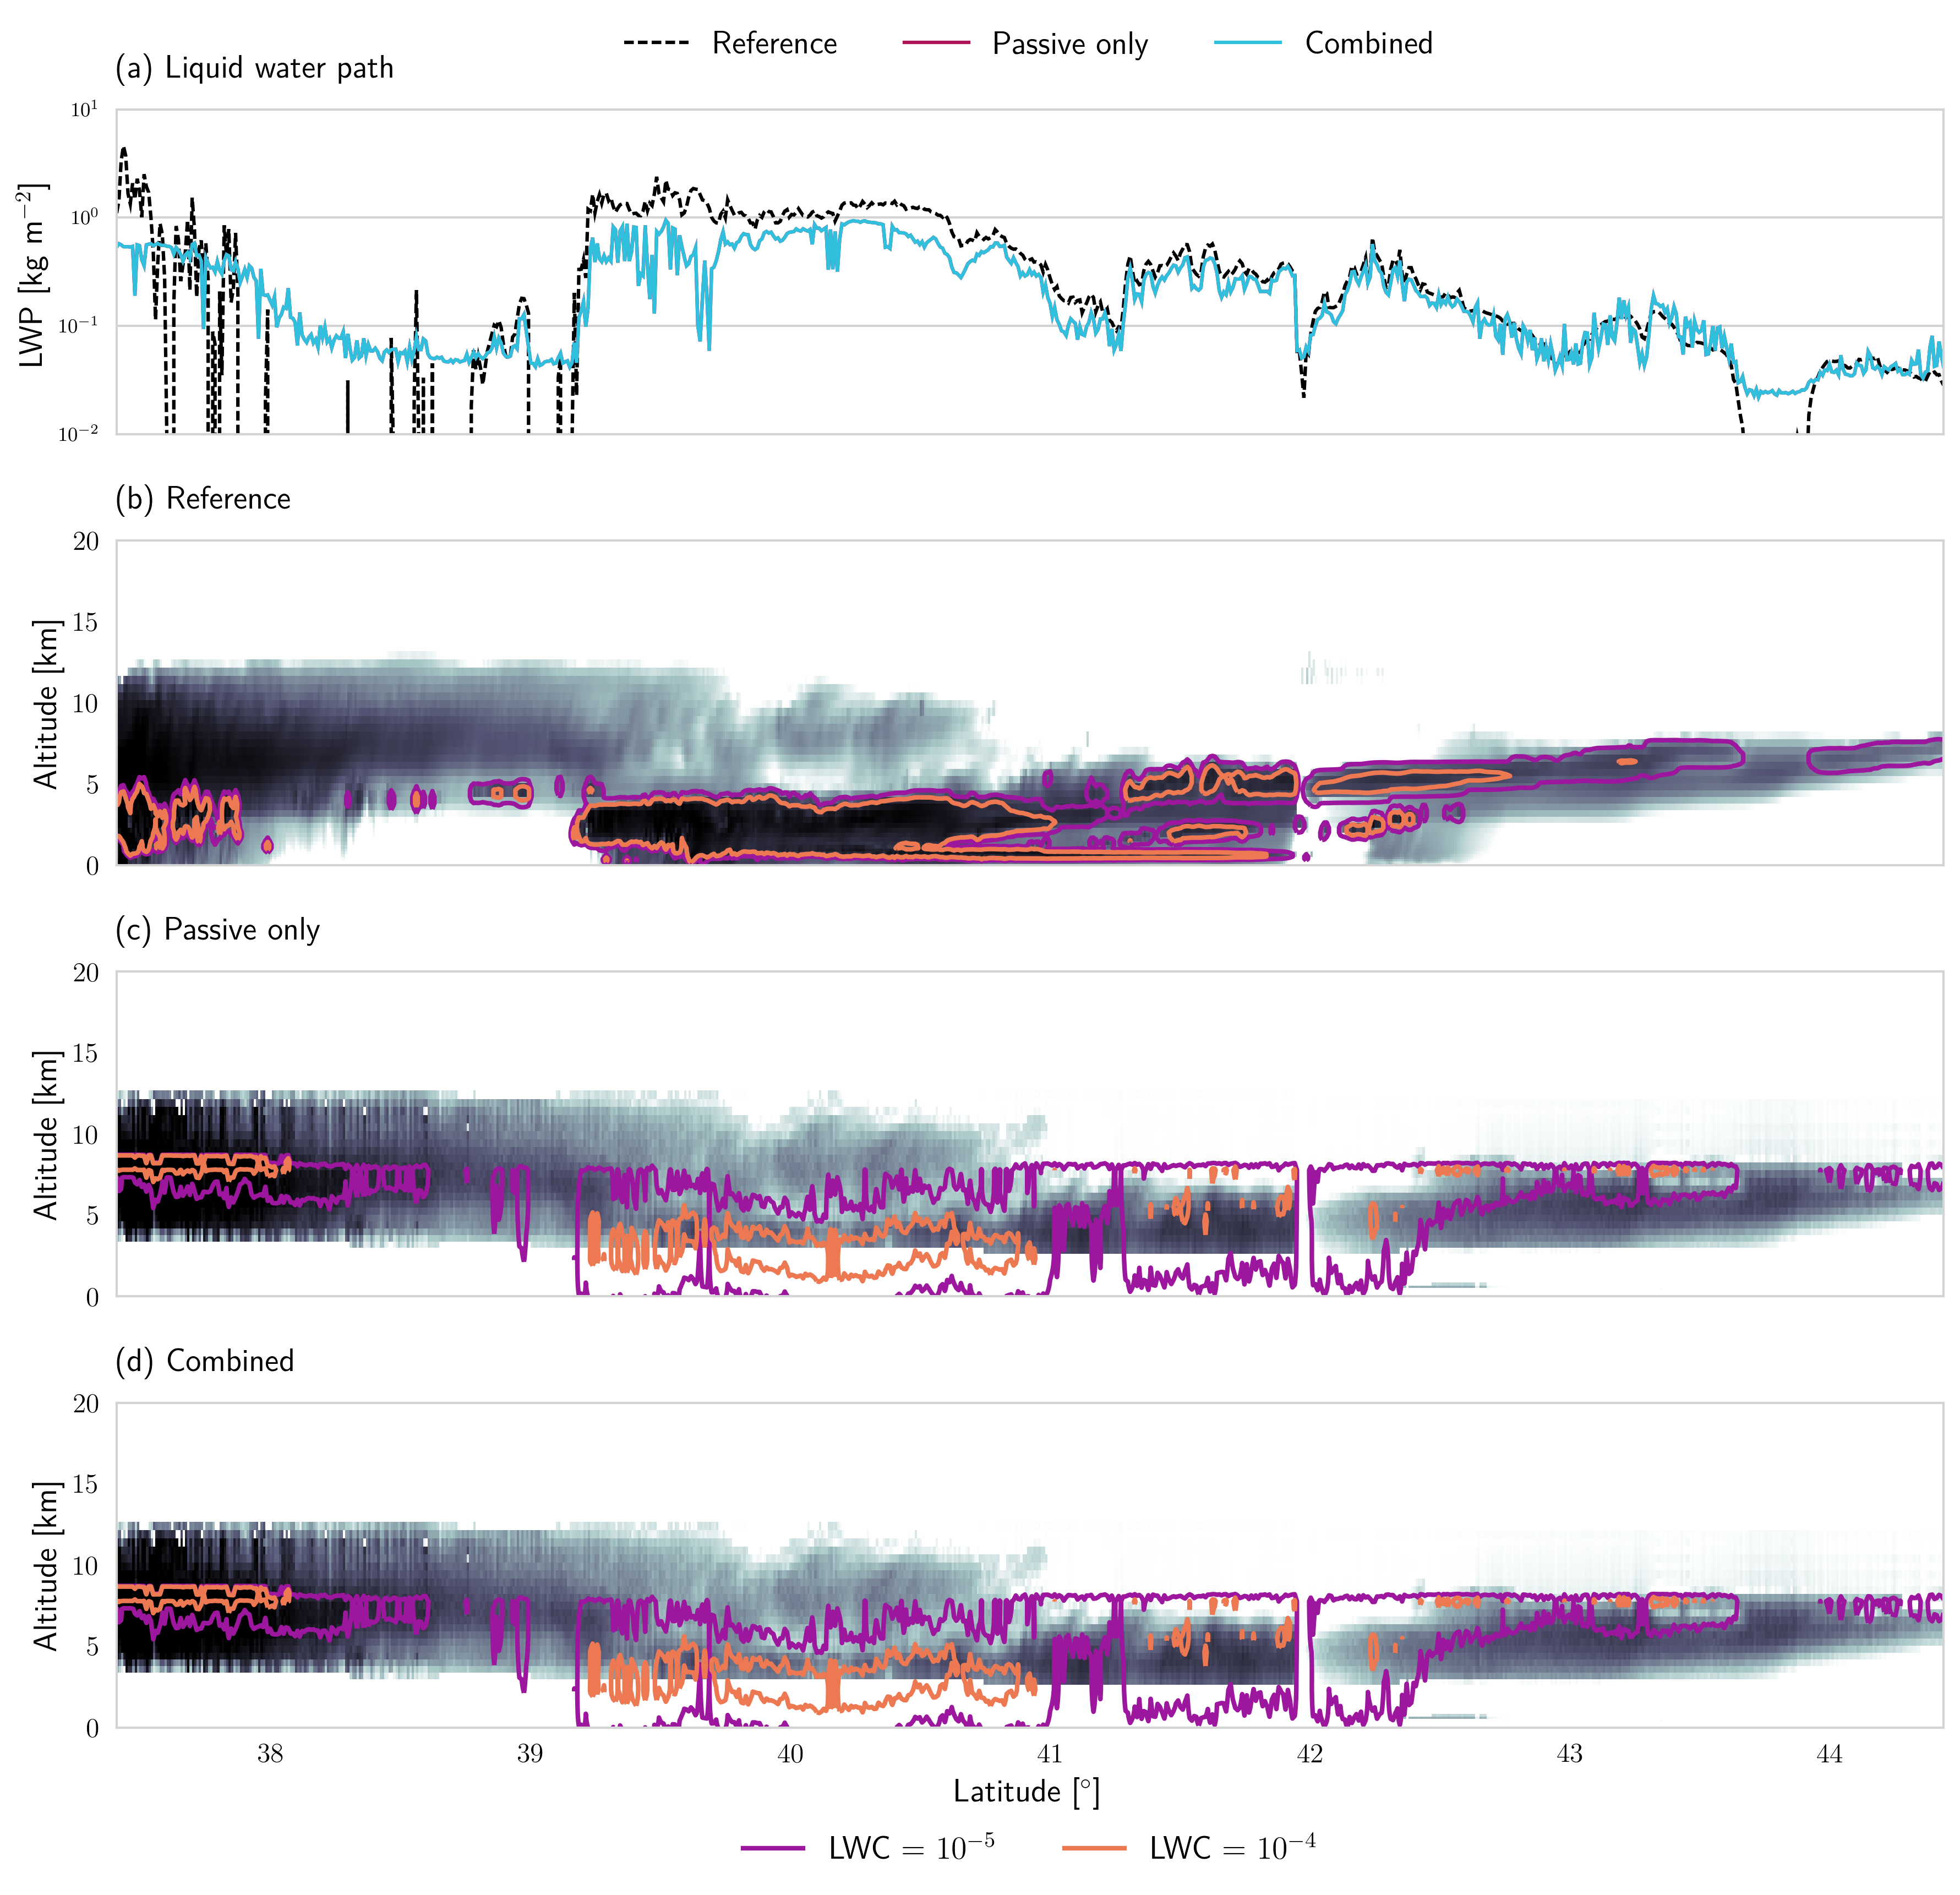 Reference Passive only Combined
(a) Liquid water path
LWP [kg m⁻²]
10¹
10⁰
10⁻¹
10⁻²
(b) Reference
Altitude [km]
20
15
10
5
0
(c) Passive only
Altitude [km]
20
15
10
5
0
(d) Combined
Altitude [km]
20
15
10
5
0
38 39 40 41 42 43 44
Latitude [°]
LWC = 10⁻⁵ LWC = 10⁻⁴